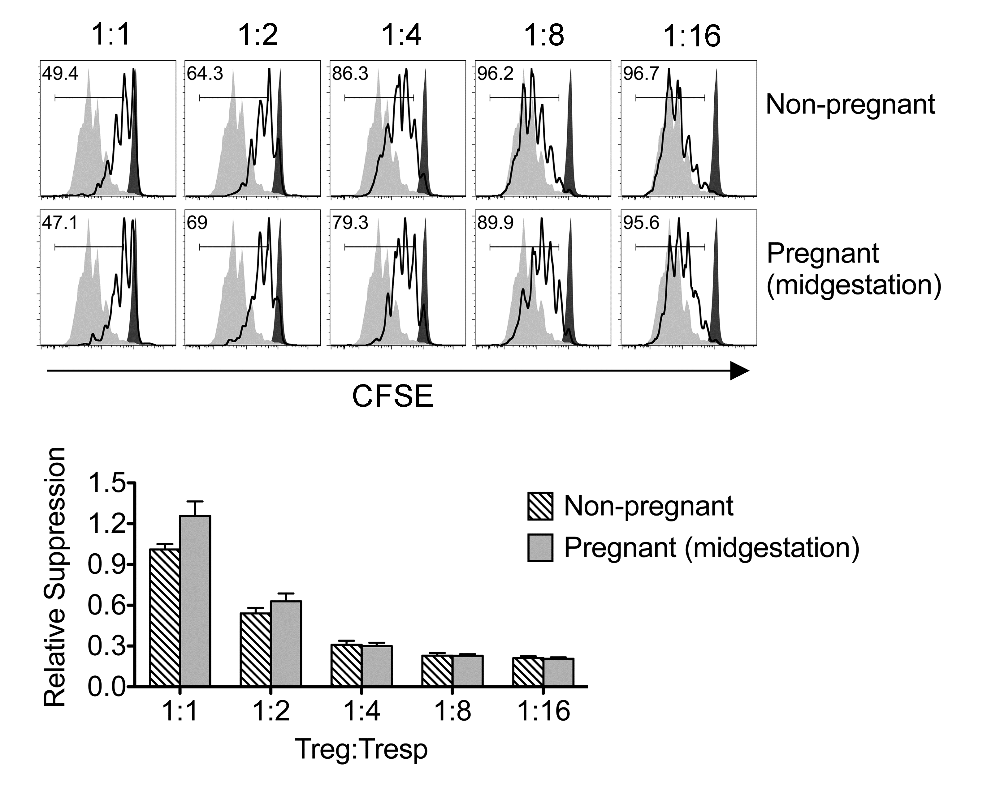 1:1 1:2 1:4 1:8 1:16
49.4 64.3 86.3 96.2 96.7
Non-pregnant
47.1 69 79.3 89.9 95.6
Pregnant
(midgestation)
CFSE
Relative Suppression
1.5
1.2
0.9
0.6
0.3
0.0
Non-pregnant
Pregnant (midgestation)
1:1 1:2 1:4 1:8 1:16
Treg:Tresp